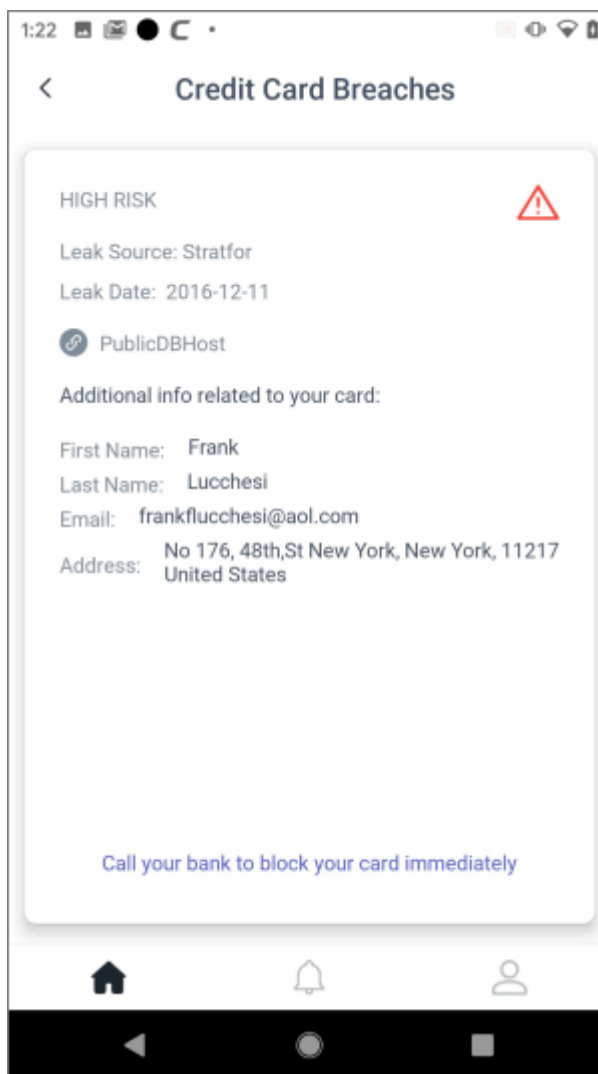 1:22
Credit Card Breaches
HIGH RISK
Leak Source: Stratfor
Leak Date: 2016-12-11
PublicDBHost
Additional info related to your card:
First Name: Frank
Last Name: Lucchesi
Email: frankflucchesi@aol.com
Address: No 176, 48th,St New York, New York, 11217
United States
Call your bank to block your card immediately